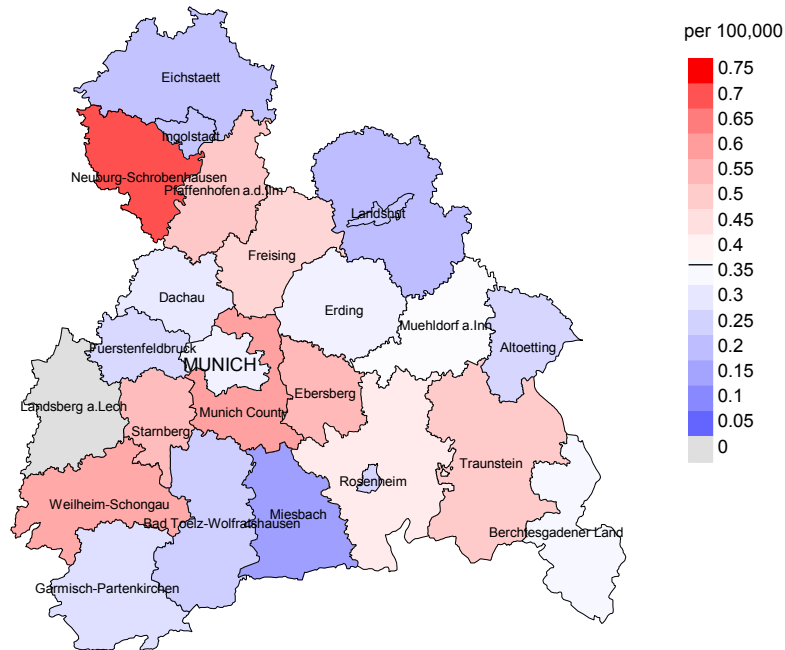 per 100,000
0.75
0.7
0.65
0.6
0.55
0.5
0.45
0.4
0.35
0.3
0.25
0.2
0.15
0.1
0.05
0
Eichstaett
Ingolstadt
Neuburg-Schrobenhausen
Pfaffenhofen a.d.Ilm
Landshut
Freising
Dachau
Erding
Muehldorf a.Inn
Altoetting
Fuerstenfeldbruck
MUNICH
Ebersberg
Landsberg a.Lech
Munich County
Starnberg
Traunstein
Rosenheim
Weilheim-Schongau
Miesbach
Bad Toelz-Wolfratshausen
Berchtesgadener Land
Garmisch-Partenkirchen